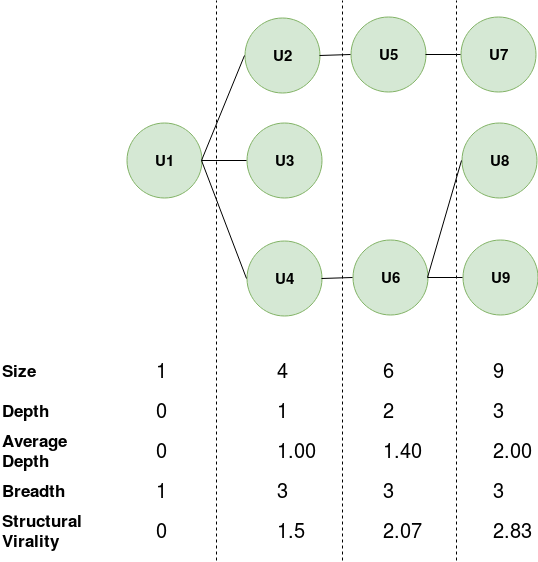 U2 U5 U7
U1 U3 U8
U4 U6 U9
Size 1 4 6 9
Depth 0 1 2 3
Average
Depth 0 1.00 1.40 2.00
Breadth 1 3 3 3
Structural
Virality 0 1.5 2.07 2.83